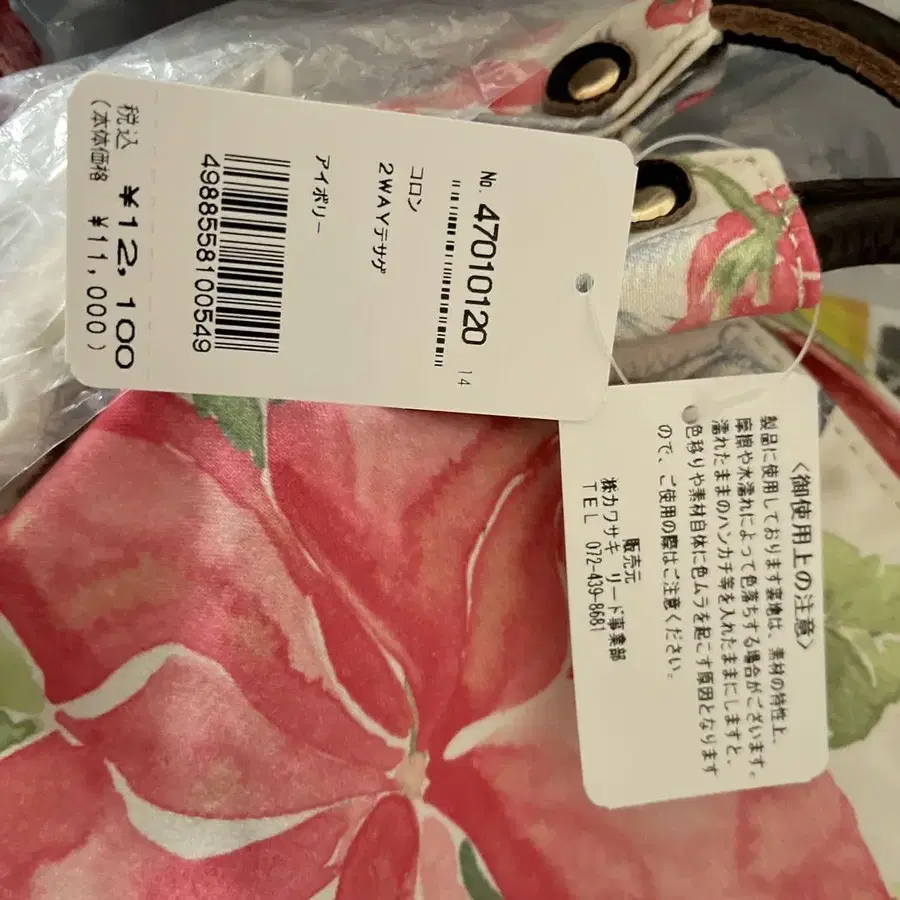 No. 47010120
14
コロン
2WAYテサゲ
アイボリー
4988558100549
税込 ¥12,100
(本体価格 ¥11,000)
〈御使用上の注意〉
製品に使用しております裏地は、素材の特性上、
摩擦や水濡れによって色落ちする場合がございます。
濡れたままのハンカチ等を入れたままにしますと、
色移りや素材自体に色ムラを起こす原因となります
ので、ご使用の際はご注意ください。
販売元
㈱カワサキ リード事業部
TEL 072-439-8681